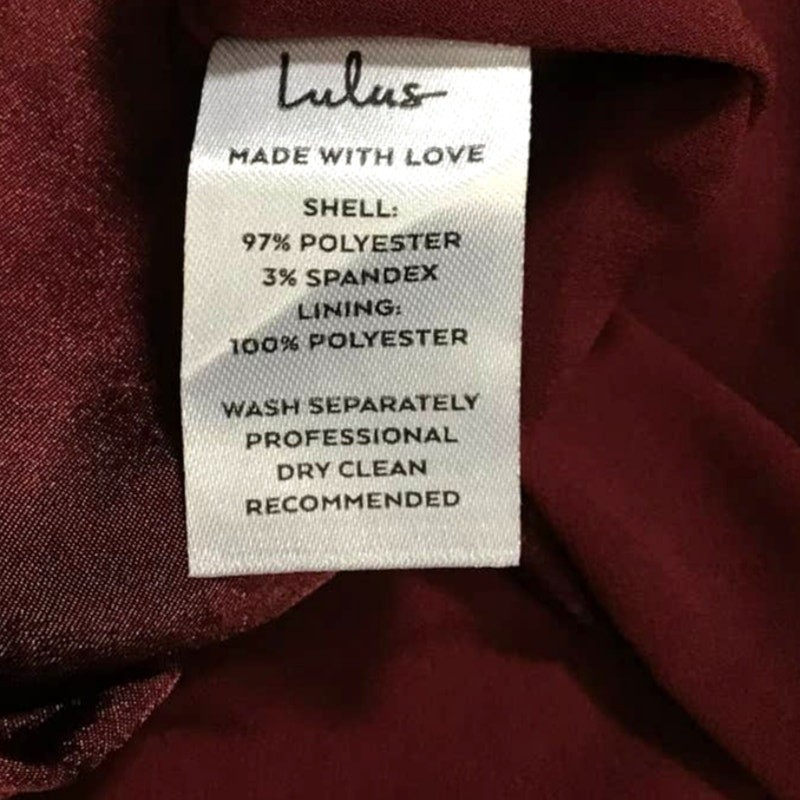 Lulus
MADE WITH LOVE
SHELL:
97% POLYESTER
3% SPANDEX
LINING:
100% POLYESTER
WASH SEPARATELY
PROFESSIONAL
DRY CLEAN
RECOMMENDED